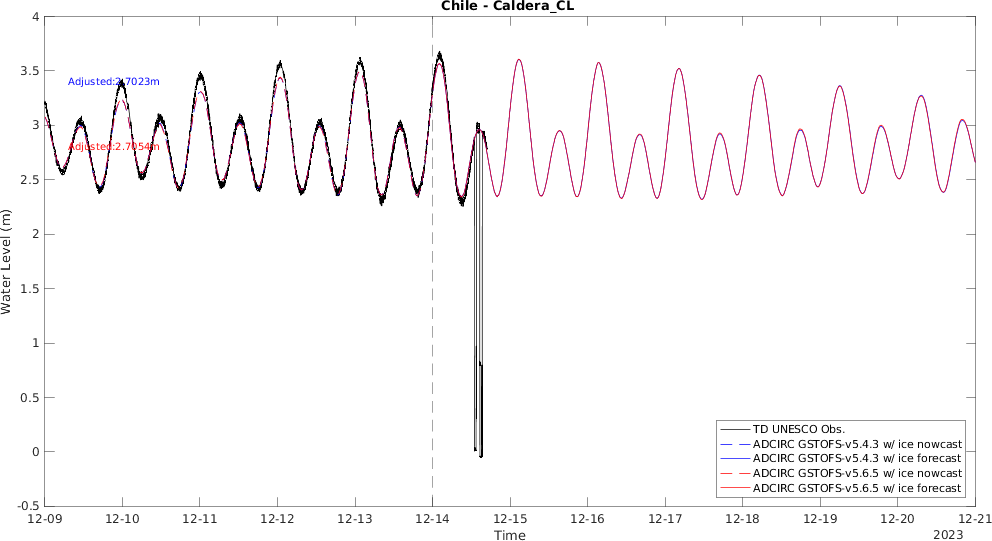 Chile - Caldera_CL
4
3.5
3
2.5
2
1.5
1
0.5
0
-0.5
Water Level (m)
Adjusted:2.7023m
Adjusted:2.7054m
TD UNESCO Obs.
ADCIRC GSTOFS-v5.4.3 w/ ice nowcast
ADCIRC GSTOFS-v5.4.3 w/ ice forecast
ADCIRC GSTOFS-v5.6.5 w/ ice nowcast
ADCIRC GSTOFS-v5.6.5 w/ ice forecast
12-09 12-10 12-11 12-12 12-13 12-14 12-15 12-16 12-17 12-18 12-19 12-20 12-21
Time
2023